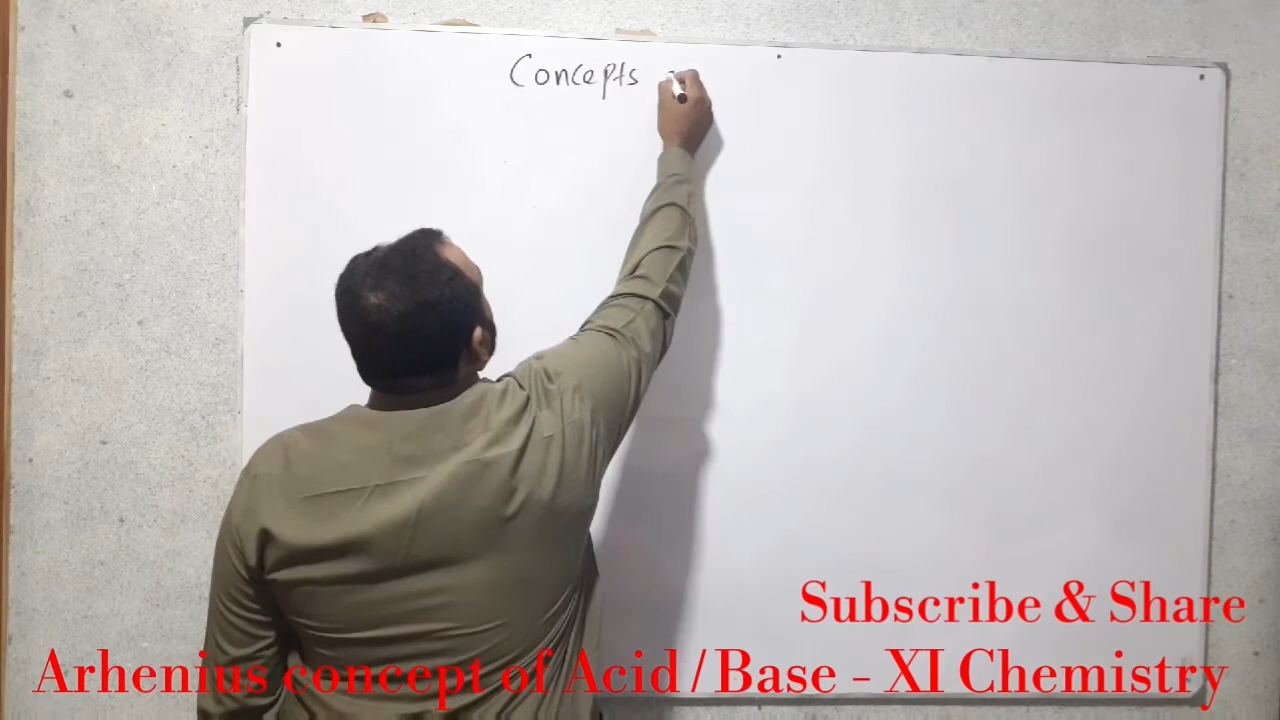 Concepts
Subscribe & Share
Arhenius concept of Acid/Base - XI Chemistry